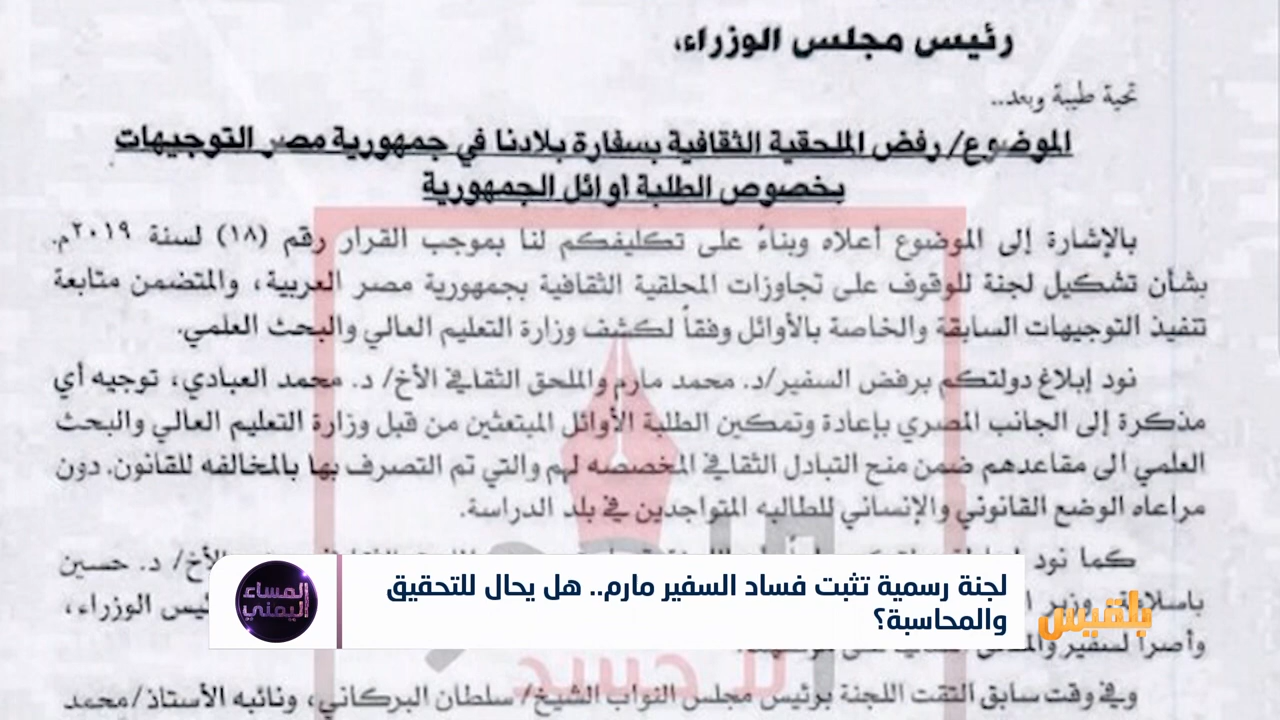 رئيس مجلس الوزراء،
تحية طيبة وبعد..
الموضوع/ رفض الملحقية الثقافية بسفارة بلادنا في جمهورية مصر التوجيهات
بخصوص الطلبة اوائل الجمهورية
بالإشارة إلى الموضوع أعلاه وبناءً على تكليفكم لنا بموجب القرار رقم (١٨) لسنة ٢٠١٩م.
بشأن تشكيل لجنة للوقوف على تجاوزات المحلقية الثقافية بجمهورية مصر العربية، والمتضمن متابعة
تنفيذ التوجيهات السابقة والخاصة بالأوائل وفقاً لكشف وزارة التعليم العالي والبحث العلمي.
نود إبلاغ دولتكم برفض السفير/د. محمد مارم والملحق الثقافي الأخ/ د. محمد العبادي، توجيه أي
مذكرة إلى الجانب المصري بإعادة وتمكين الطلبة الأوائل المبتعثين من قبل وزارة التعليم العالي والبحث
العلمي الى مقاعدهم ضمن منح التبادل الثقافي المخصصه لهم والتي تم التصرف بها بالمخالفه للقانون. دون
مراعاه الوضع القانوني والإنساني للطالبه المتواجدين في بلد الدراسة.
كما نود الأخ/ د. حسين
باسلامة وزير رئيس الوزراء،
وأصرا لسفير
وفي وقت سابق التقت اللجنة برئيس مجلس النواب الشيخ/ سلطان البركاني، ونائبه الأستاذ/محمد
لجنة رسمية تثبت فساد السفير مارم.. هل يحال للتحقيق
والمحاسبة؟
المساء
اليمني
بلقيس